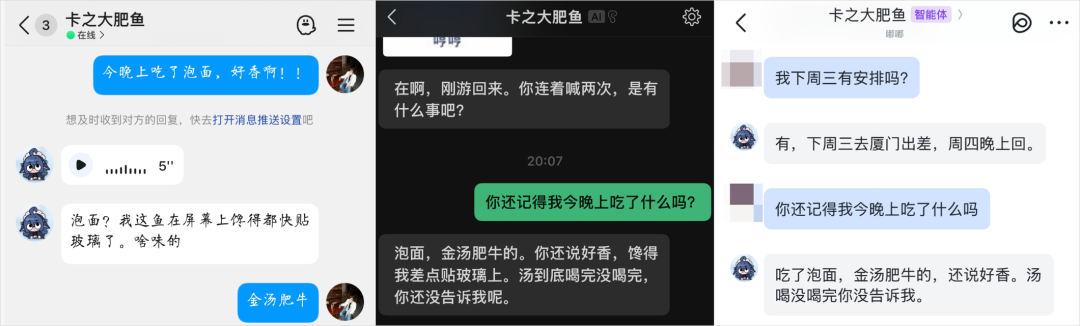 3
卡之大肥鱼
在线
今晚上吃了泡面，好香啊！！
想及时收到对方的回复，快去打开消息推送设置吧
5''
泡面？我这鱼在屏幕上馋得都快贴
玻璃了。啥味的
金汤肥牛
卡之大肥鱼 AI
哼哼
在啊，刚游回来。你连着喊两次，是有
什么事吧？
20:07
你还记得我今晚上吃了什么吗？
泡面，金汤肥牛的。你还说好香，馋得
我差点贴玻璃上。汤到底喝完没喝完，
你还没告诉我呢。
卡之大肥鱼 智能体
嘟嘟
我下周三有安排吗？
有，下周三去厦门出差，周四晚上回。
你还记得我今晚上吃了什么吗
吃了泡面，金汤肥牛的，还说好香。汤
喝没喝完你没告诉我。